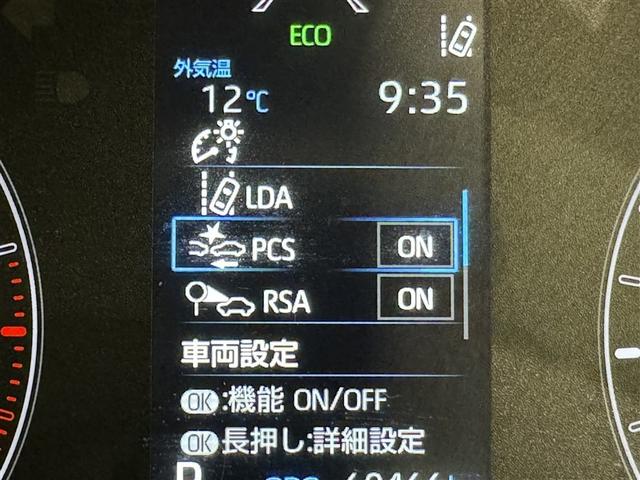 ECO
外気温
12℃ 9:35
LDA
PCS ON
RSA ON
車両設定
OK:機能 ON/OFF
OK長押し:詳細設定